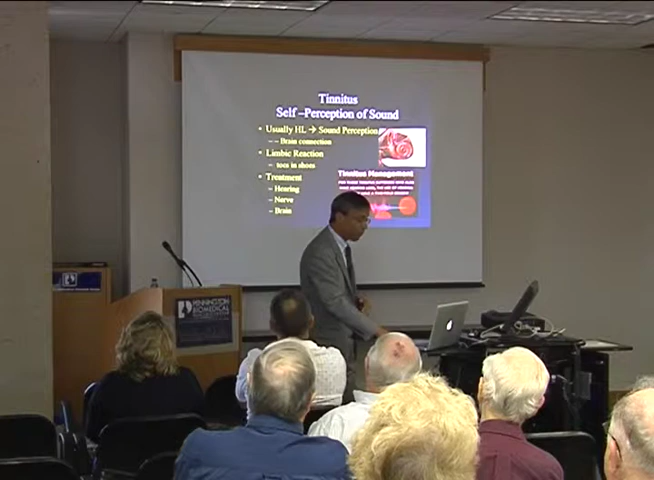 Tinnitus
Self –Perception of Sound
• Usually HL → Sound Perception
– Brain connection
• Limbic Reaction
– toes in shoes
• Treatment
– Hearing
– Nerve
– Brain
Tinnitus Management
PENNINGTON
BIOMEDICAL